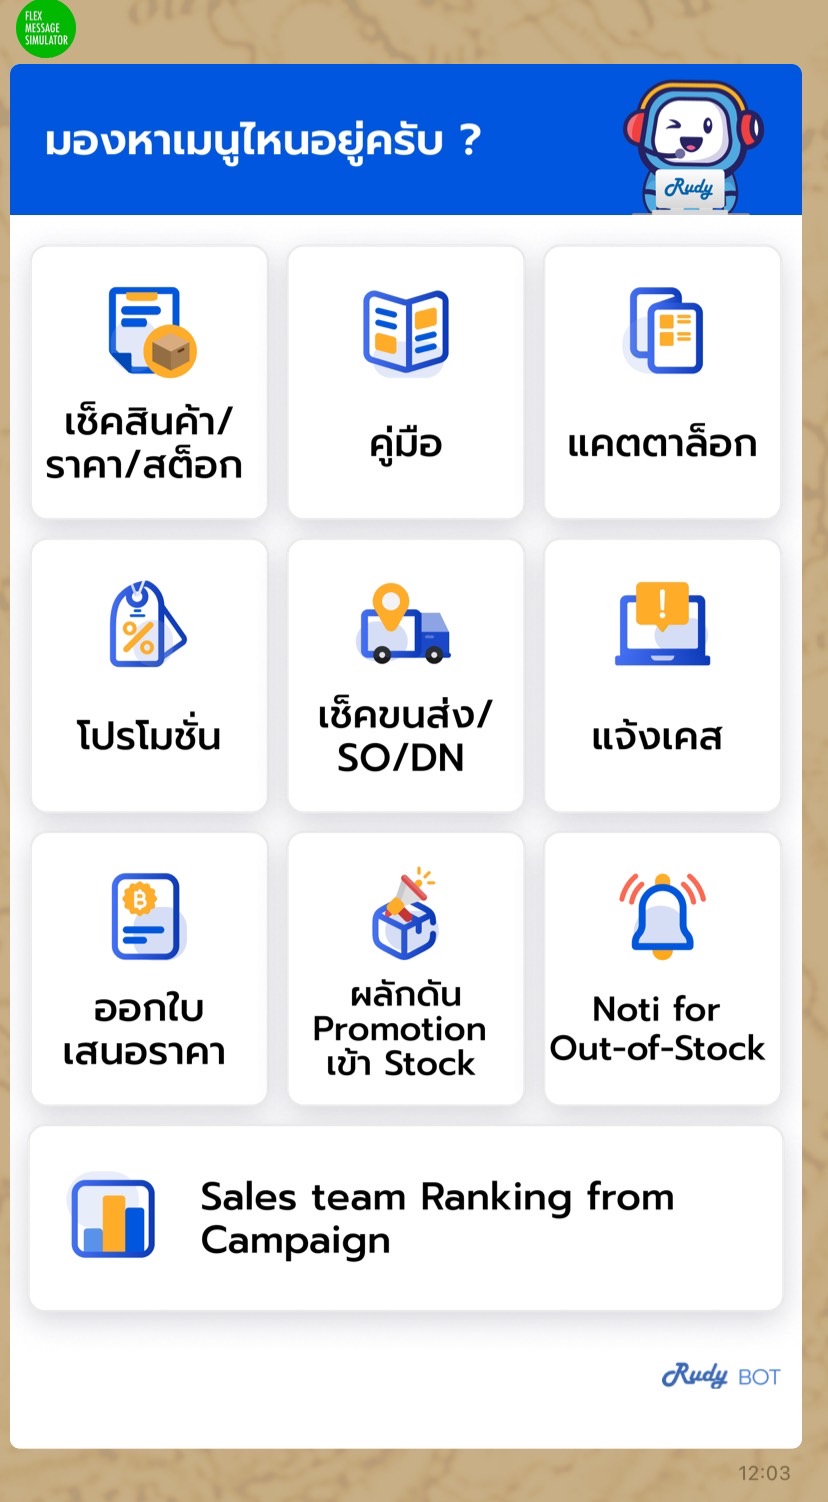 FLEX
MESSAGE
SIMULATOR
มองหาเมนูไหนอยู่ครับ ?
Rudy
เช็คสินค้า/
ราคา/สต็อก
คู่มือ
แคตตาล็อก
%
!
โปรโมชั่น
เช็คขนส่ง/
SO/DN
แจ้งเคส
B
ออกใบ
เสนอราคา
ผลักดัน
Promotion
เข้า Stock
Noti for
Out-of-Stock
Sales team Ranking from
Campaign
Rudy BOT
12:03